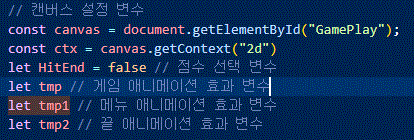 // 캔버스 설정 변수
const canvas = document.getElementById("GamePlay");
const ctx = canvas.getContext("2d")
let HitEnd = false // 점수 선택 변수
let tmp // 게임 애니메이션 효과 변수
let tmp1 // 메뉴 애니메이션 효과 변수
let tmp2 // 끝 애니메이션 효과 변수